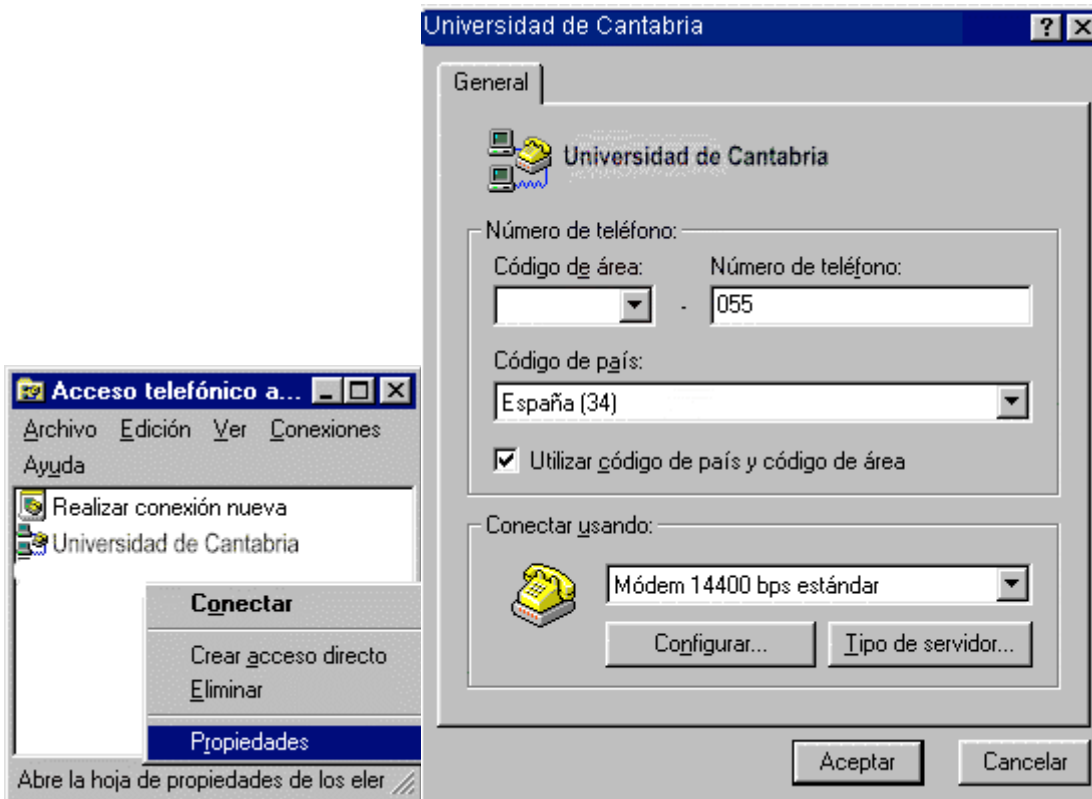 Acceso telefónico a...
Archivo Edición Ver Conexiones
Ayuda
Realizar conexión nueva
Universidad de Cantabria
Conectar
Crear acceso directo
Eliminar
Propiedades
Abre la hoja de propiedades de los eler
Universidad de Cantabria
General
Universidad de Cantabria
Número de teléfono:
Código de área: Número de teléfono:
- 055
Código de país:
España (34)
Utilizar código de país y código de área
Conectar usando:
Módem 14400 bps estándar
Configurar... Tipo de servidor...
Aceptar Cancelar